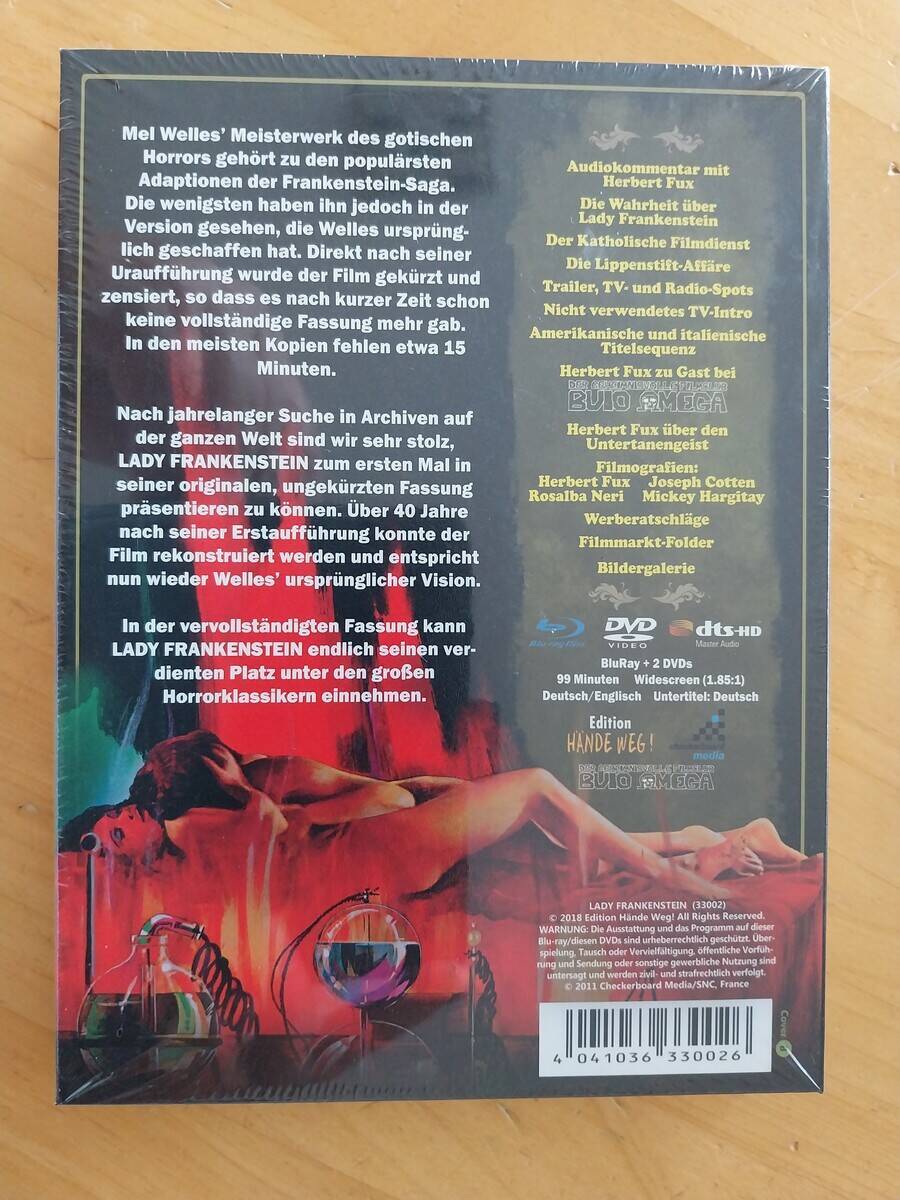 Mel Welles’ Meisterwerk des gotischen
Horrors gehört zu den populärsten
Adaptionen der Frankenstein-Saga.
Die wenigsten haben ihn jedoch in der
Version gesehen, die Welles ursprüng-
lich geschaffen hat. Direkt nach seiner
Uraufführung wurde der Film gekürzt und
zensiert, so dass es nach kurzer Zeit schon
keine vollständige Fassung mehr gab.
In den meisten Kopien fehlen etwa 15
Minuten.
Nach jahrelanger Suche in Archiven auf
der ganzen Welt sind wir sehr stolz,
LADY FRANKENSTEIN zum ersten Mal in
seiner originalen, ungekürzten Fassung
präsentieren zu können. Über 40 Jahre
nach seiner Erstaufführung konnte der
Film rekonstruiert werden und entspricht
nun wieder Welles’ ursprünglicher Vision.
In der vervollständigten Fassung kann
LADY FRANKENSTEIN endlich seinen ver-
dienten Platz unter den großen
Horrorklassikern einnehmen.
Audiokommentar mit
Herbert Fux
Die Wahrheit über
Lady Frankenstein
Der Katholische Filmdienst
Die Lippenstift-Affäre
Trailer, TV- und Radio-Spots
Nicht verwendetes TV-Intro
Amerikanische und italienische
Titelsequenz
Herbert Fux zu Gast bei
DER GEHEIMNISVOLLE FILMCLUB
BUIO OMEGA
Herbert Fux über den
Untertanengeist
Filmografien:
Herbert Fux Joseph Cotten
Rosalba Neri Mickey Hargitay
Werberatschläge
Filmmarkt-Folder
Bildergalerie
Blu-ray Disc DVD VIDEO dts-HD Master Audio
BluRay + 2 DVDs
99 Minuten Widescreen (1.85:1)
Deutsch/Englisch Untertitel: Deutsch
Edition
HÄNDE WEG!
media
DER GEHEIMNISVOLLE FILMCLUB
BUIO OMEGA
LADY FRANKENSTEIN (33002)
© 2018 Edition Hände Weg! All Rights Reserved.
WARNUNG: Die Ausstattung und das Programm auf dieser
Blu-ray/diesen DVDs sind urheberrechtlich geschützt. Über-
spielung, Tausch oder Vervielfältigung, öffentliche Vorfüh-
rung und Sendung oder sonstige gewerbliche Nutzung sind
untersagt und werden zivil- und strafrechtlich verfolgt.
© 2011 Checkerboard Media/SNC, France
4 041036 330026
Cover